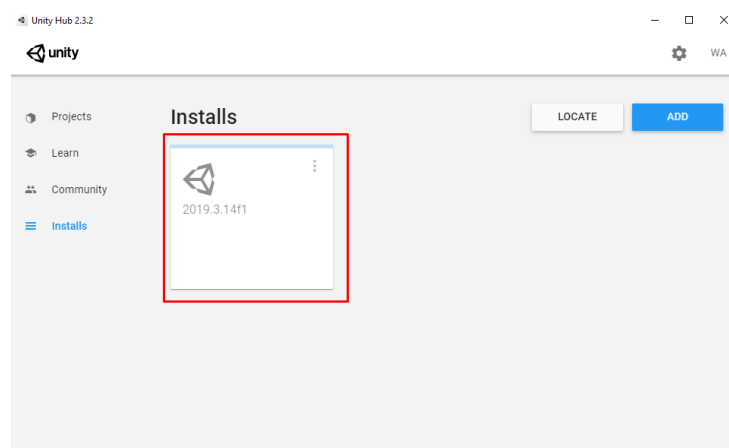 Unity Hub 2.3.2
unity
WA
Projects
Installs
LOCATE
ADD
Learn
Community
Installs
2019.3.14f1